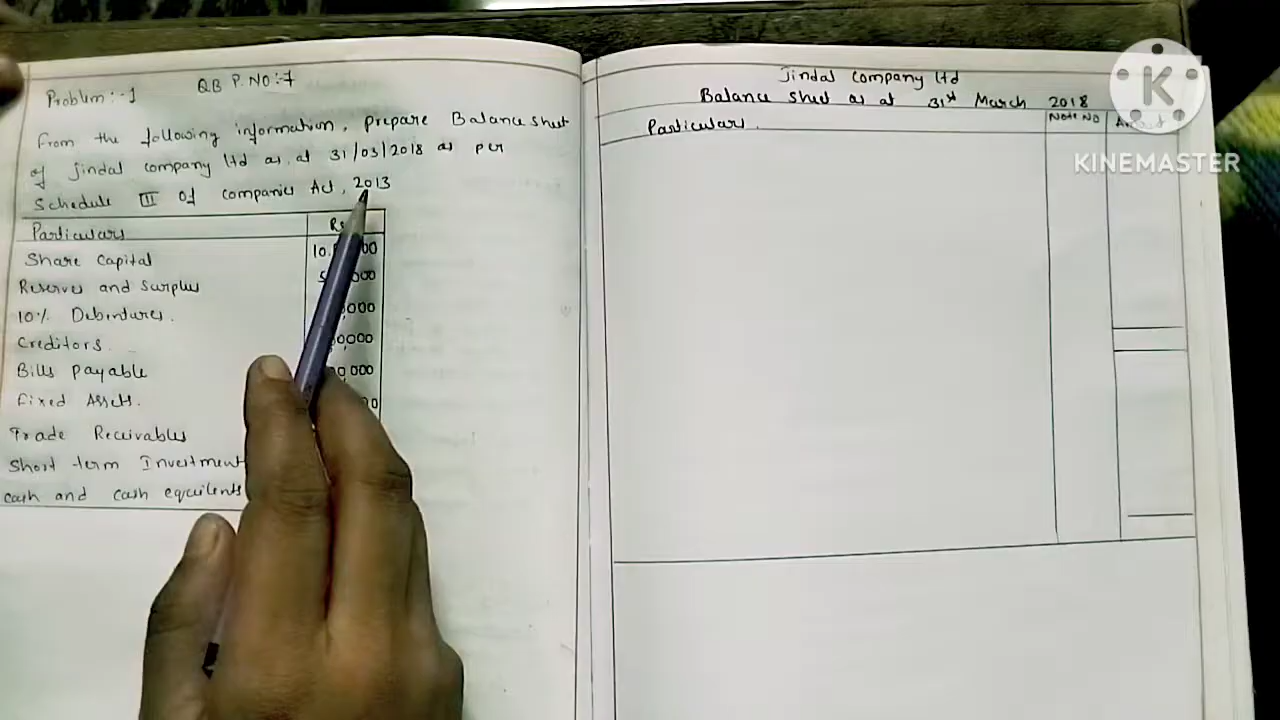 Problem :- 1 QB P. NO :- 7
From the following information, prepare Balance sheet
of Jindal company ltd as at 31/03/2018 as per
Schedule III Of companies Act, 2013
Particulars
Share Capital
Reserves and Surplus
10% Debentures.
Creditors.
Bills payable
Fixed Assets.
Trade Receivables
Short term Investment
Cash and cash equilents
Jindal Company Ltd
Balance sheet as at 31st March 2018
Particulars. Note No
K
KINEMASTER